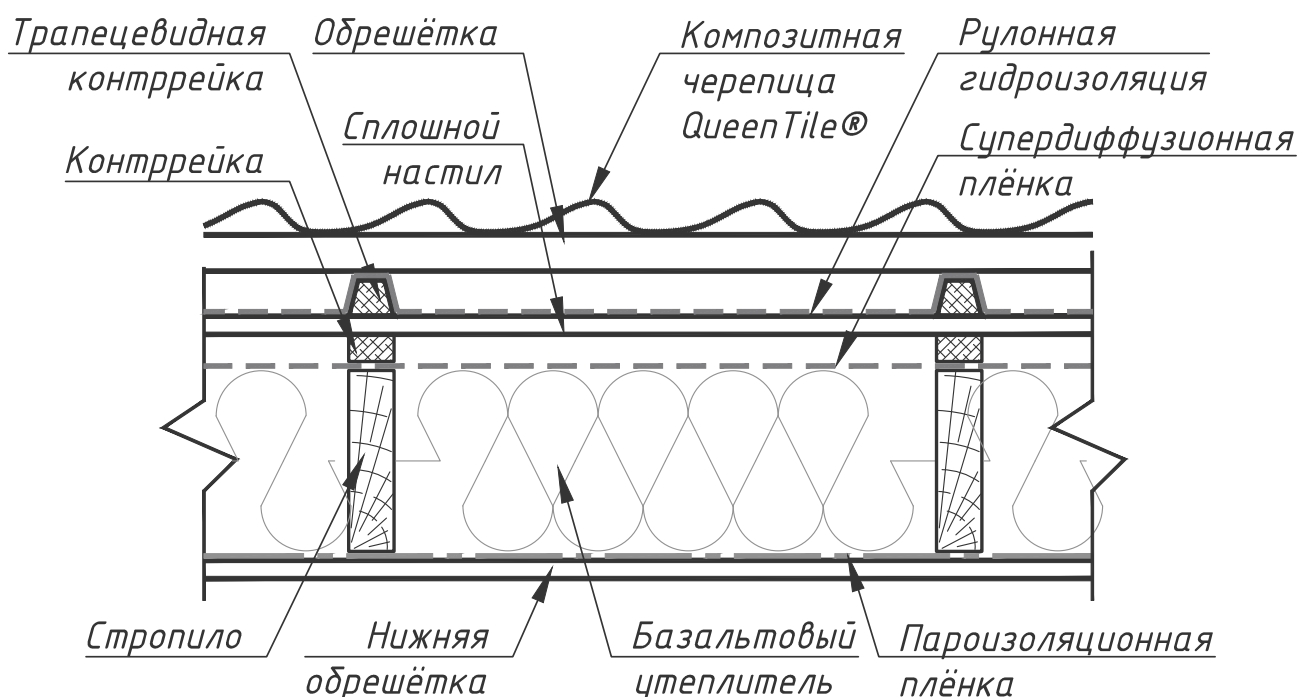 Трапецевидная
контррейка
Обрешётка
Композитная
черепица
QueenTile®
Рулонная
гидроизоляция
Сплошной
настил
Контррейка
Супердиффузионная
плёнка
Стропило
Нижняя
обрешётка
Базальтовый
утеплитель
Пароизоляционная
плёнка